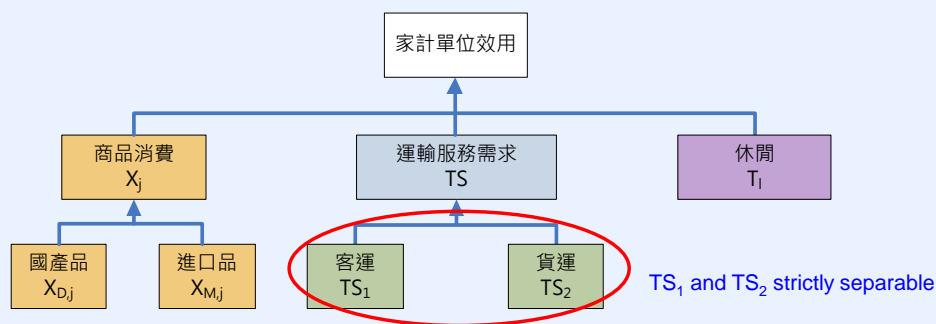 家計單位效用
商品消費
Xj
運輸服務需求
TS
休閒
Tl
國產品
XD,j
進口品
XM,j
客運
TS1
貨運
TS2
TS1 and TS2 strictly separable